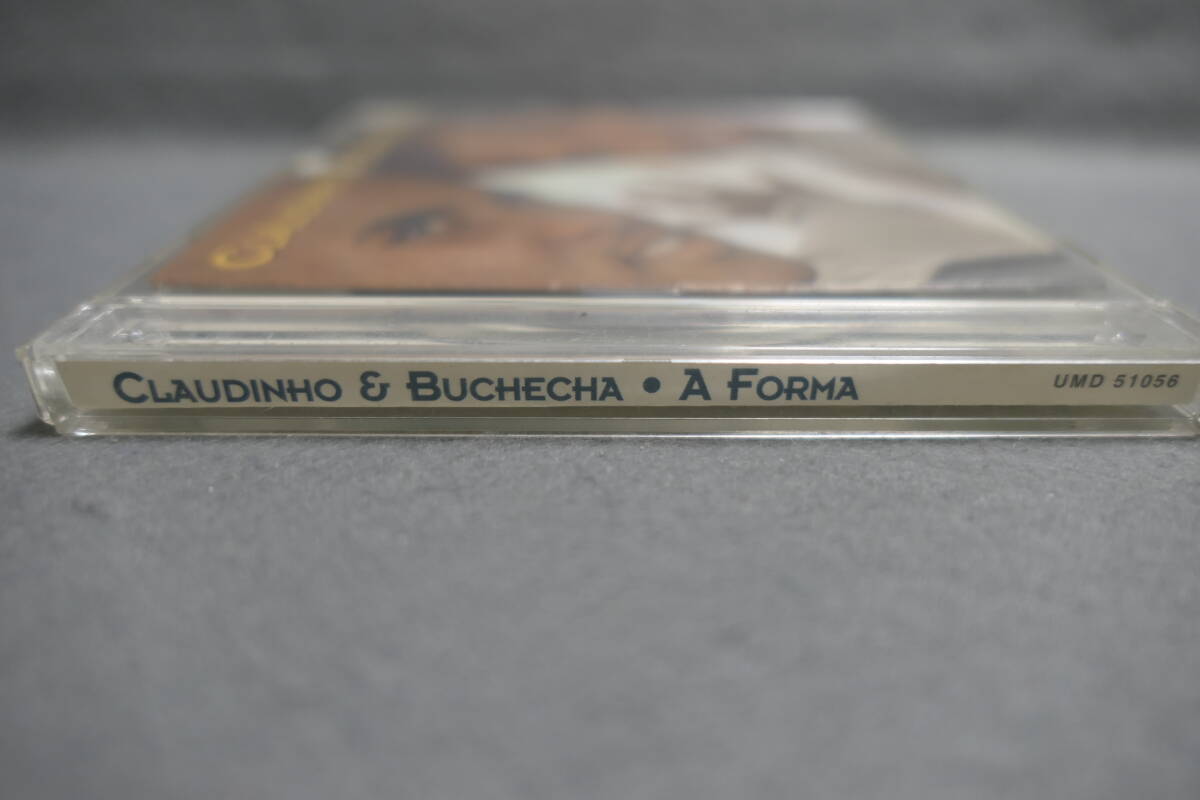 CLAUDINHO & BUCHECHA • A FORMA UMD 51056